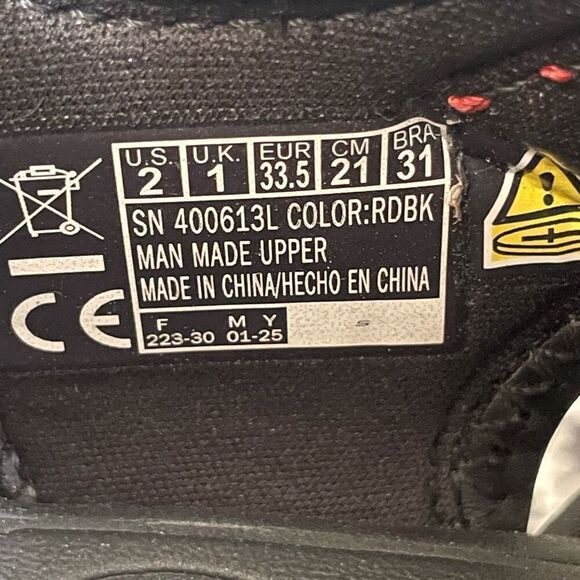 U.S. U.K. EUR CM BRA
2 1 33.5 21 31
SN 400613L COLOR:RDBK
MAN MADE UPPER
MADE IN CHINA/HECHO EN CHINA
F M Y S
223-30 01-25
CE